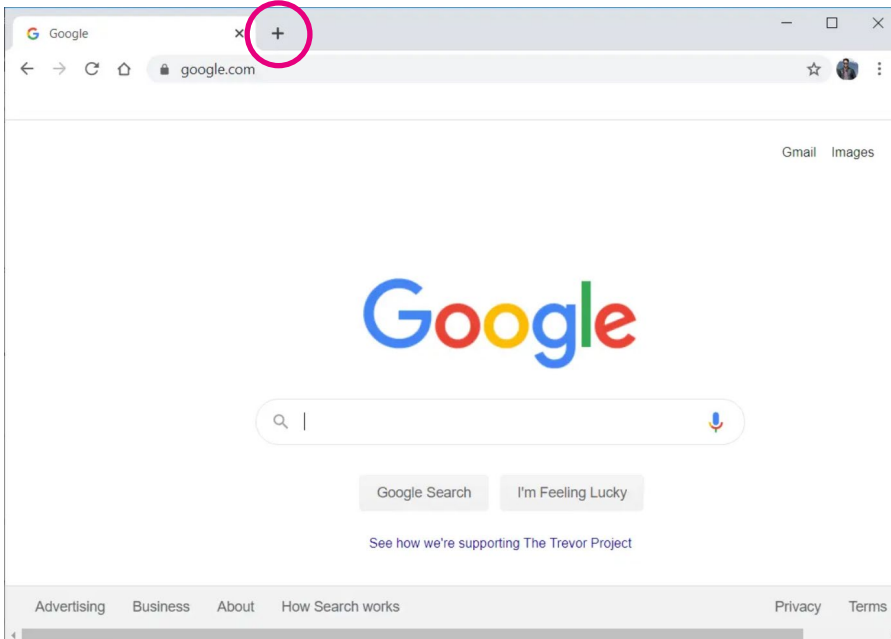 Google
google.com
Gmail Images
Google
Google Search I'm Feeling Lucky
See how we're supporting The Trevor Project
Advertising Business About How Search works Privacy Terms